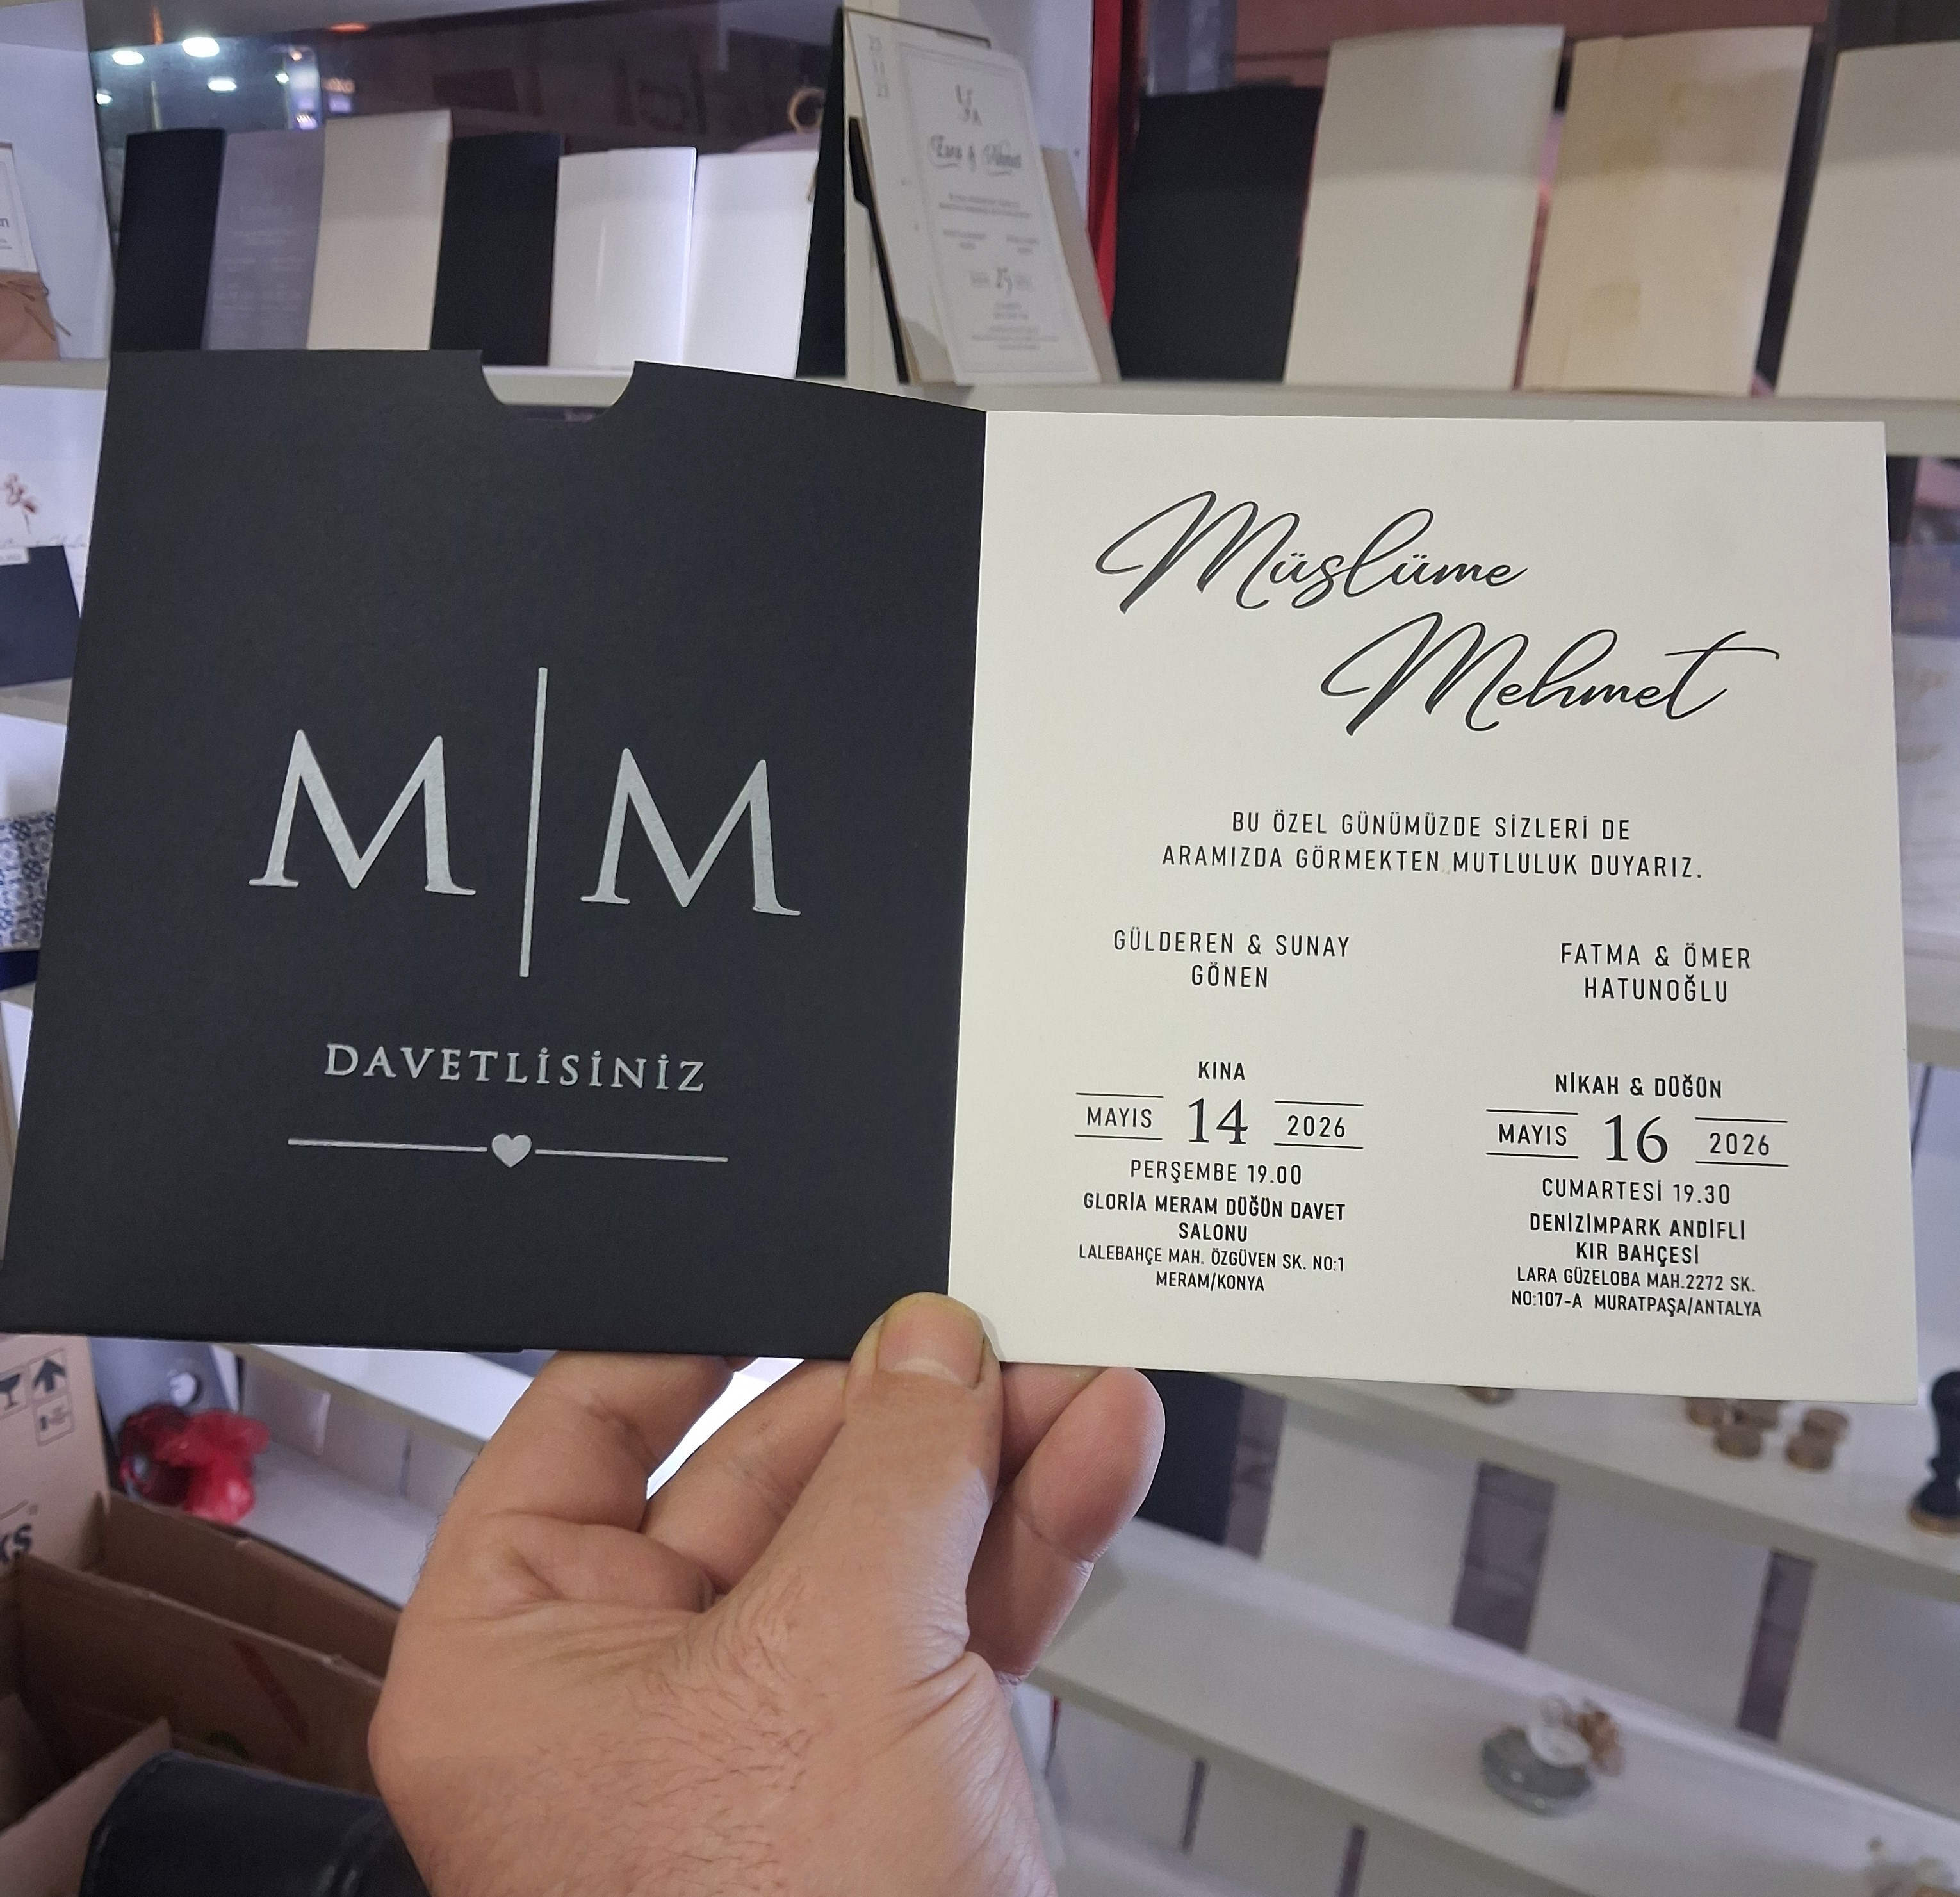 M|M
DAVETLİSİNİZ
Müslüme
Mehmet
BU ÖZEL GÜNÜMÜZDE SİZLERİ DE
ARAMIZDA GÖRMEKTEN MUTLULUK DUYARIZ.
GÜLDEREN & SUNAY
GÖNEN
FATMA & ÖMER
HATUNOĞLU
KINA
MAYIS 14 2026
PERŞEMBE 19.00
GLORİA MERAM DÜĞÜN DAVET
SALONU
LALEBAHÇE MAH. ÖZGÜVEN SK. NO:1
MERAM/KONYA
NİKAH & DÜĞÜN
MAYIS 16 2026
CUMARTESİ 19.30
DENİZİMPARK ANDİFLİ
KIR BAHÇESİ
LARA GÜZELOBA MAH.2272 SK.
NO:107-A MURATPAŞA/ANTALYA